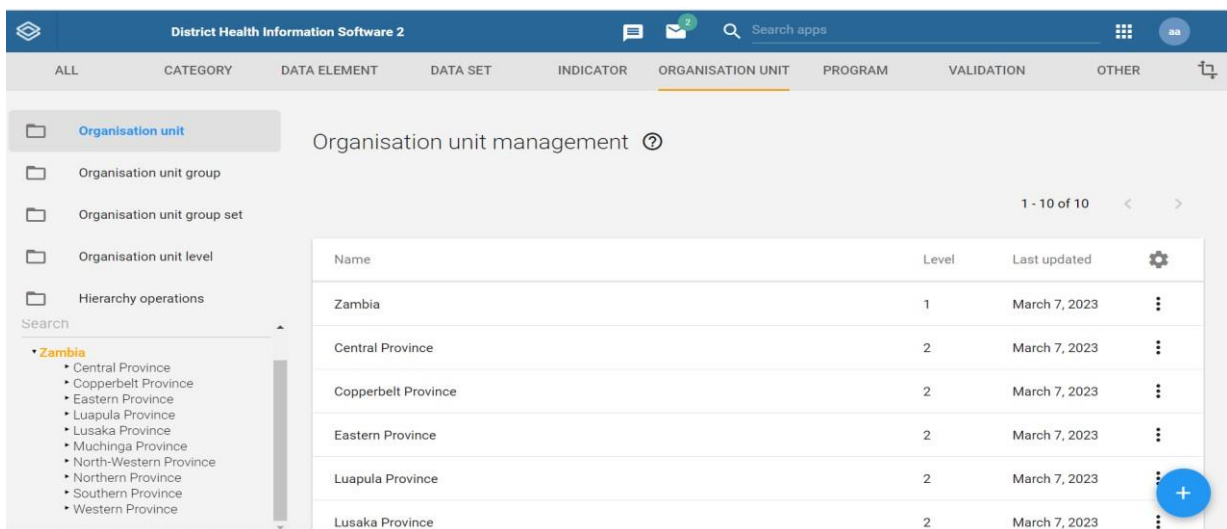 District Health Information Software 2
2
Search apps
aa
ALL CATEGORY DATA ELEMENT DATA SET INDICATOR ORGANISATION UNIT PROGRAM VALIDATION OTHER
Organisation unit
Organisation unit group
Organisation unit group set
Organisation unit level
Hierarchy operations
Search
Zambia
Central Province
Copperbelt Province
Eastern Province
Luapula Province
Lusaka Province
Muchinga Province
North-Western Province
Northern Province
Southern Province
Western Province
Organisation unit management ?
1 - 10 of 10 < >
Name Level Last updated
Zambia 1 March 7, 2023
Central Province 2 March 7, 2023
Copperbelt Province 2 March 7, 2023
Eastern Province 2 March 7, 2023
Luapula Province 2 March 7, 2023
+
Lusaka Province 2 March 7, 2023